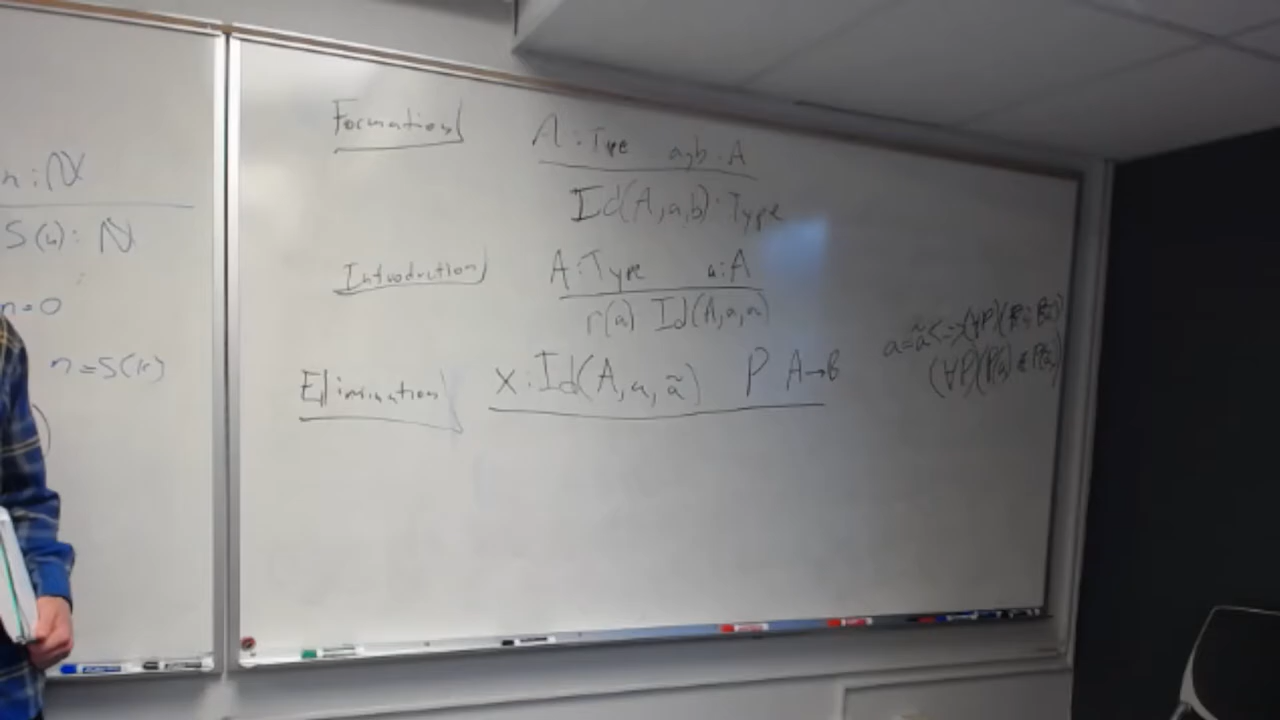 n : ℕ
S(n) : ℕ
n = 0
n = S(k)
Formation
A : Type a, b : A
Id(A, a, b) : Type
Introduction
A : Type a : A
r(a) Id(A, a, a)
Elimination
x : Id(A, a, ã) P A→B
a = ã <=> (∀P)
(∀P)(P(a)